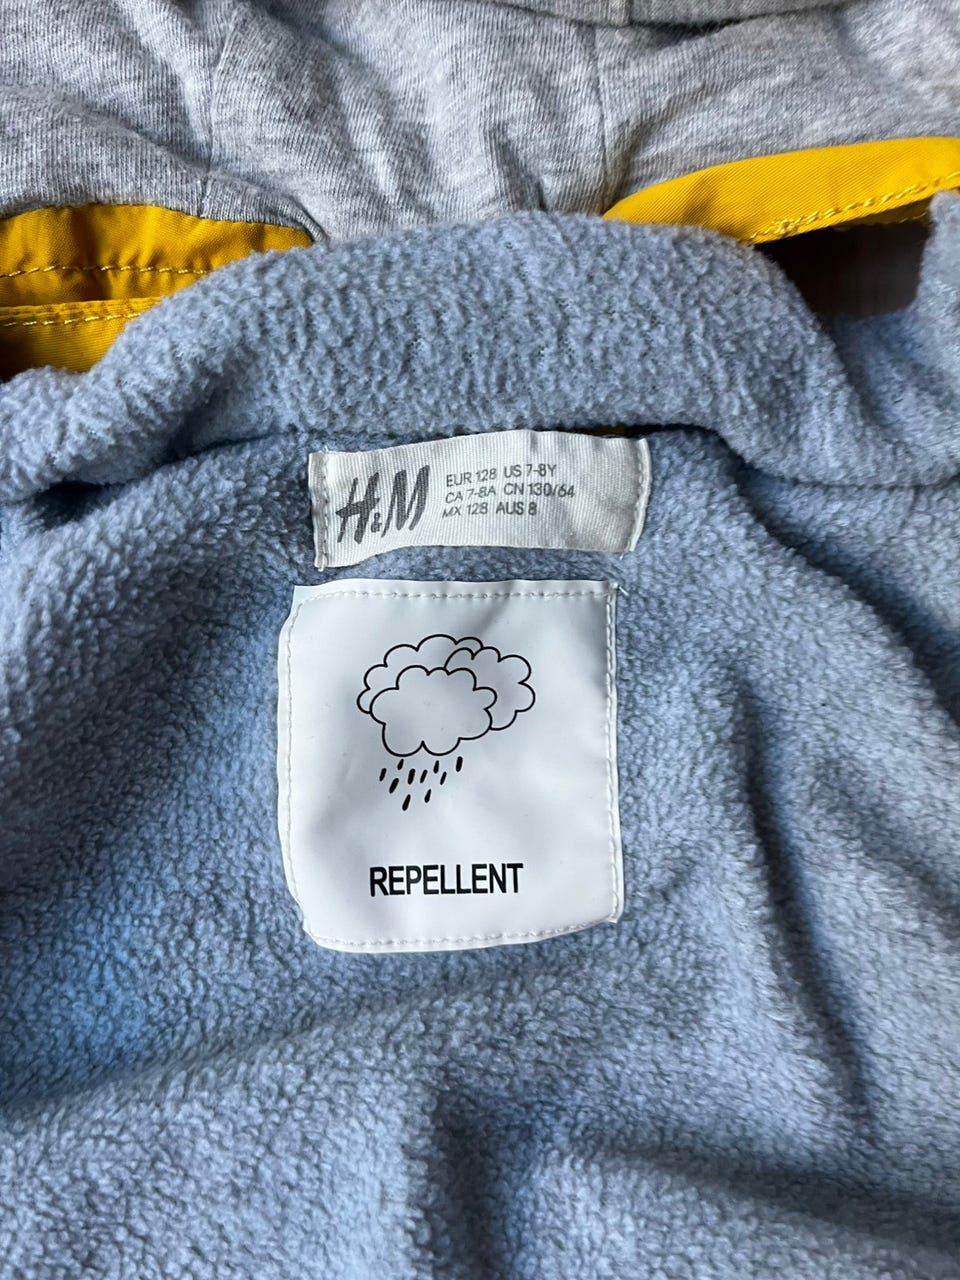 H&M
EUR 128 US 7-8Y
CA 7-8A CN 130/64
MX 128 AUS 8
REPELLENT